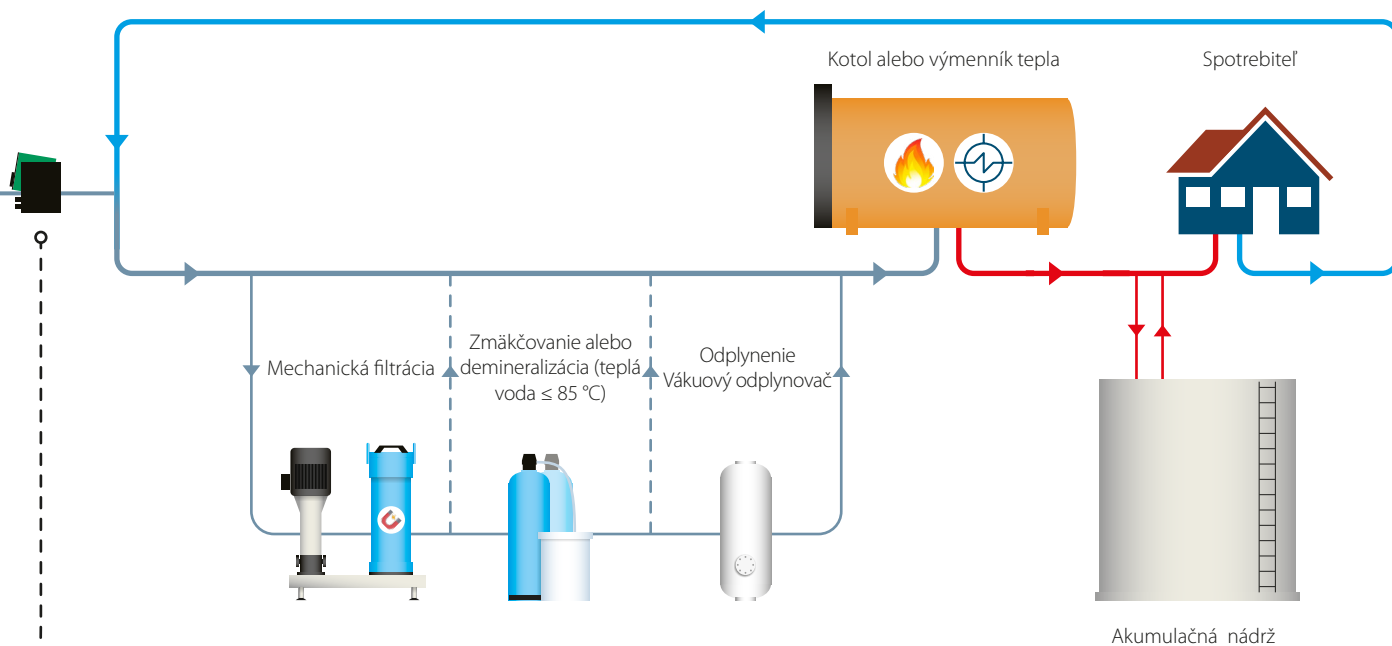 Kotol alebo výmenník tepla
Spotrebiteľ
Mechanická filtrácia
Zmäkčovanie alebo
demineralizácia (teplá
voda ≤ 85 °C)
Odplynenie
Vákuový odplynovač
Akumulačná nádrž